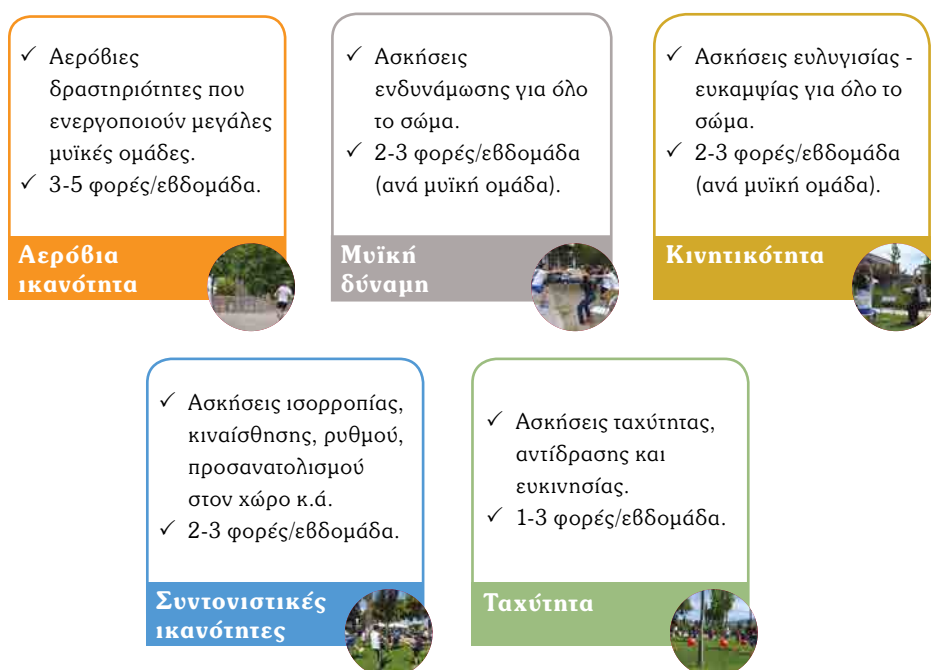 ✓ Αερόβιες
δραστηριότητες που
ενεργοποιούν μεγάλες
μυϊκές ομάδες.
✓ 3-5 φορές/εβδομάδα.
Αερόβια
ικανότητα
✓ Ασκήσεις
ενδυνάμωσης για όλο
το σώμα.
✓ 2-3 φορές/εβδομάδα
(ανά μυϊκή ομάδα).
Μυϊκή
δύναμη
✓ Ασκήσεις ευλυγισίας -
ευκαμψίας για όλο το
σώμα.
✓ 2-3 φορές/εβδομάδα
(ανά μυϊκή ομάδα).
Κινητικότητα
✓ Ασκήσεις ισορροπίας,
κιναίσθησης, ρυθμού,
προσανατολισμού
στον χώρο κ.ά.
✓ 2-3 φορές/εβδομάδα.
Συντονιστικές
ικανότητες
✓ Ασκήσεις ταχύτητας,
αντίδρασης και
ευκινησίας.
✓ 1-3 φορές/εβδομάδα.
Ταχύτητα